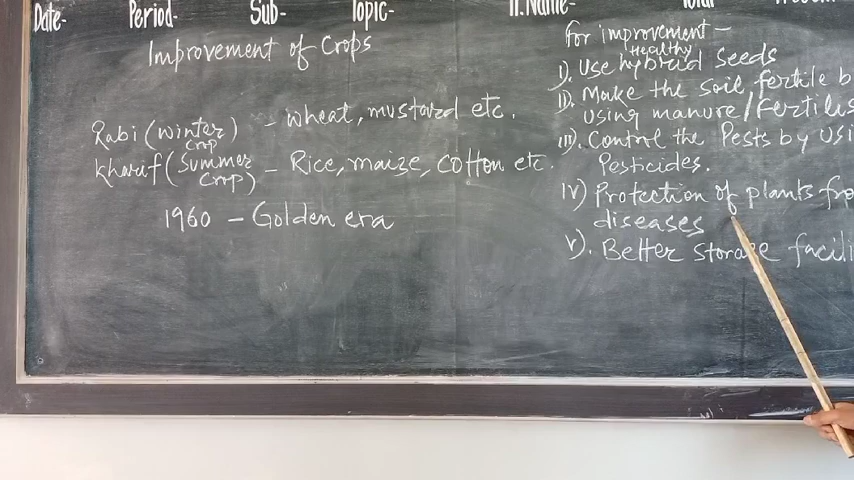 Date- Period- Sub- Topic- Name-
Improvement of Crops
Rabi (winter crop) - wheat, mustard etc.
kharif (Summer crop) - Rice, maize, cotton etc.
1960 - Golden era
for improvement -
i). Use Healthy hybrid seeds
ii). Make the soil fertile b
using manure/Fertilis
iii). Control the Pests by Usi
Pesticides.
iv) Protection of plants fro
diseases
v). Better storage facili